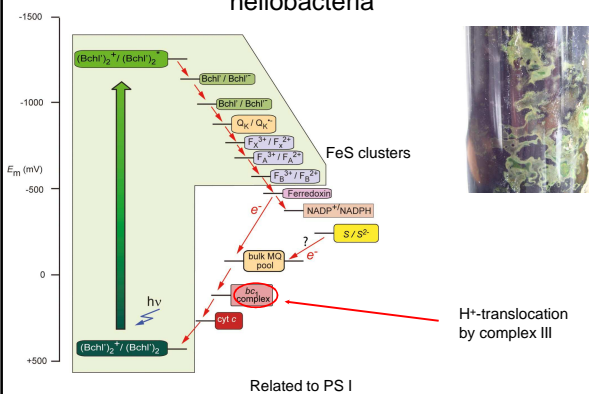 heliobacteria
-1500
-1000
-500
0
+500
Em (mV)
(Bchl')2+/ (Bchl')2*
Bchl' / Bchl'-
Bchl' / Bchl'-
QK / QK•-
FX3+ / Fx2+
FA3+ / FA2+
FB3+ / FB2+
FeS clusters
Ferredoxin
NADP+/NADPH
e-
?
S / S2-
e-
bulk MQ
pool
bc1
complex
cyt c
hν
(Bchl')2+/ (Bchl')2
H+-translocation
by complex III
Related to PS I